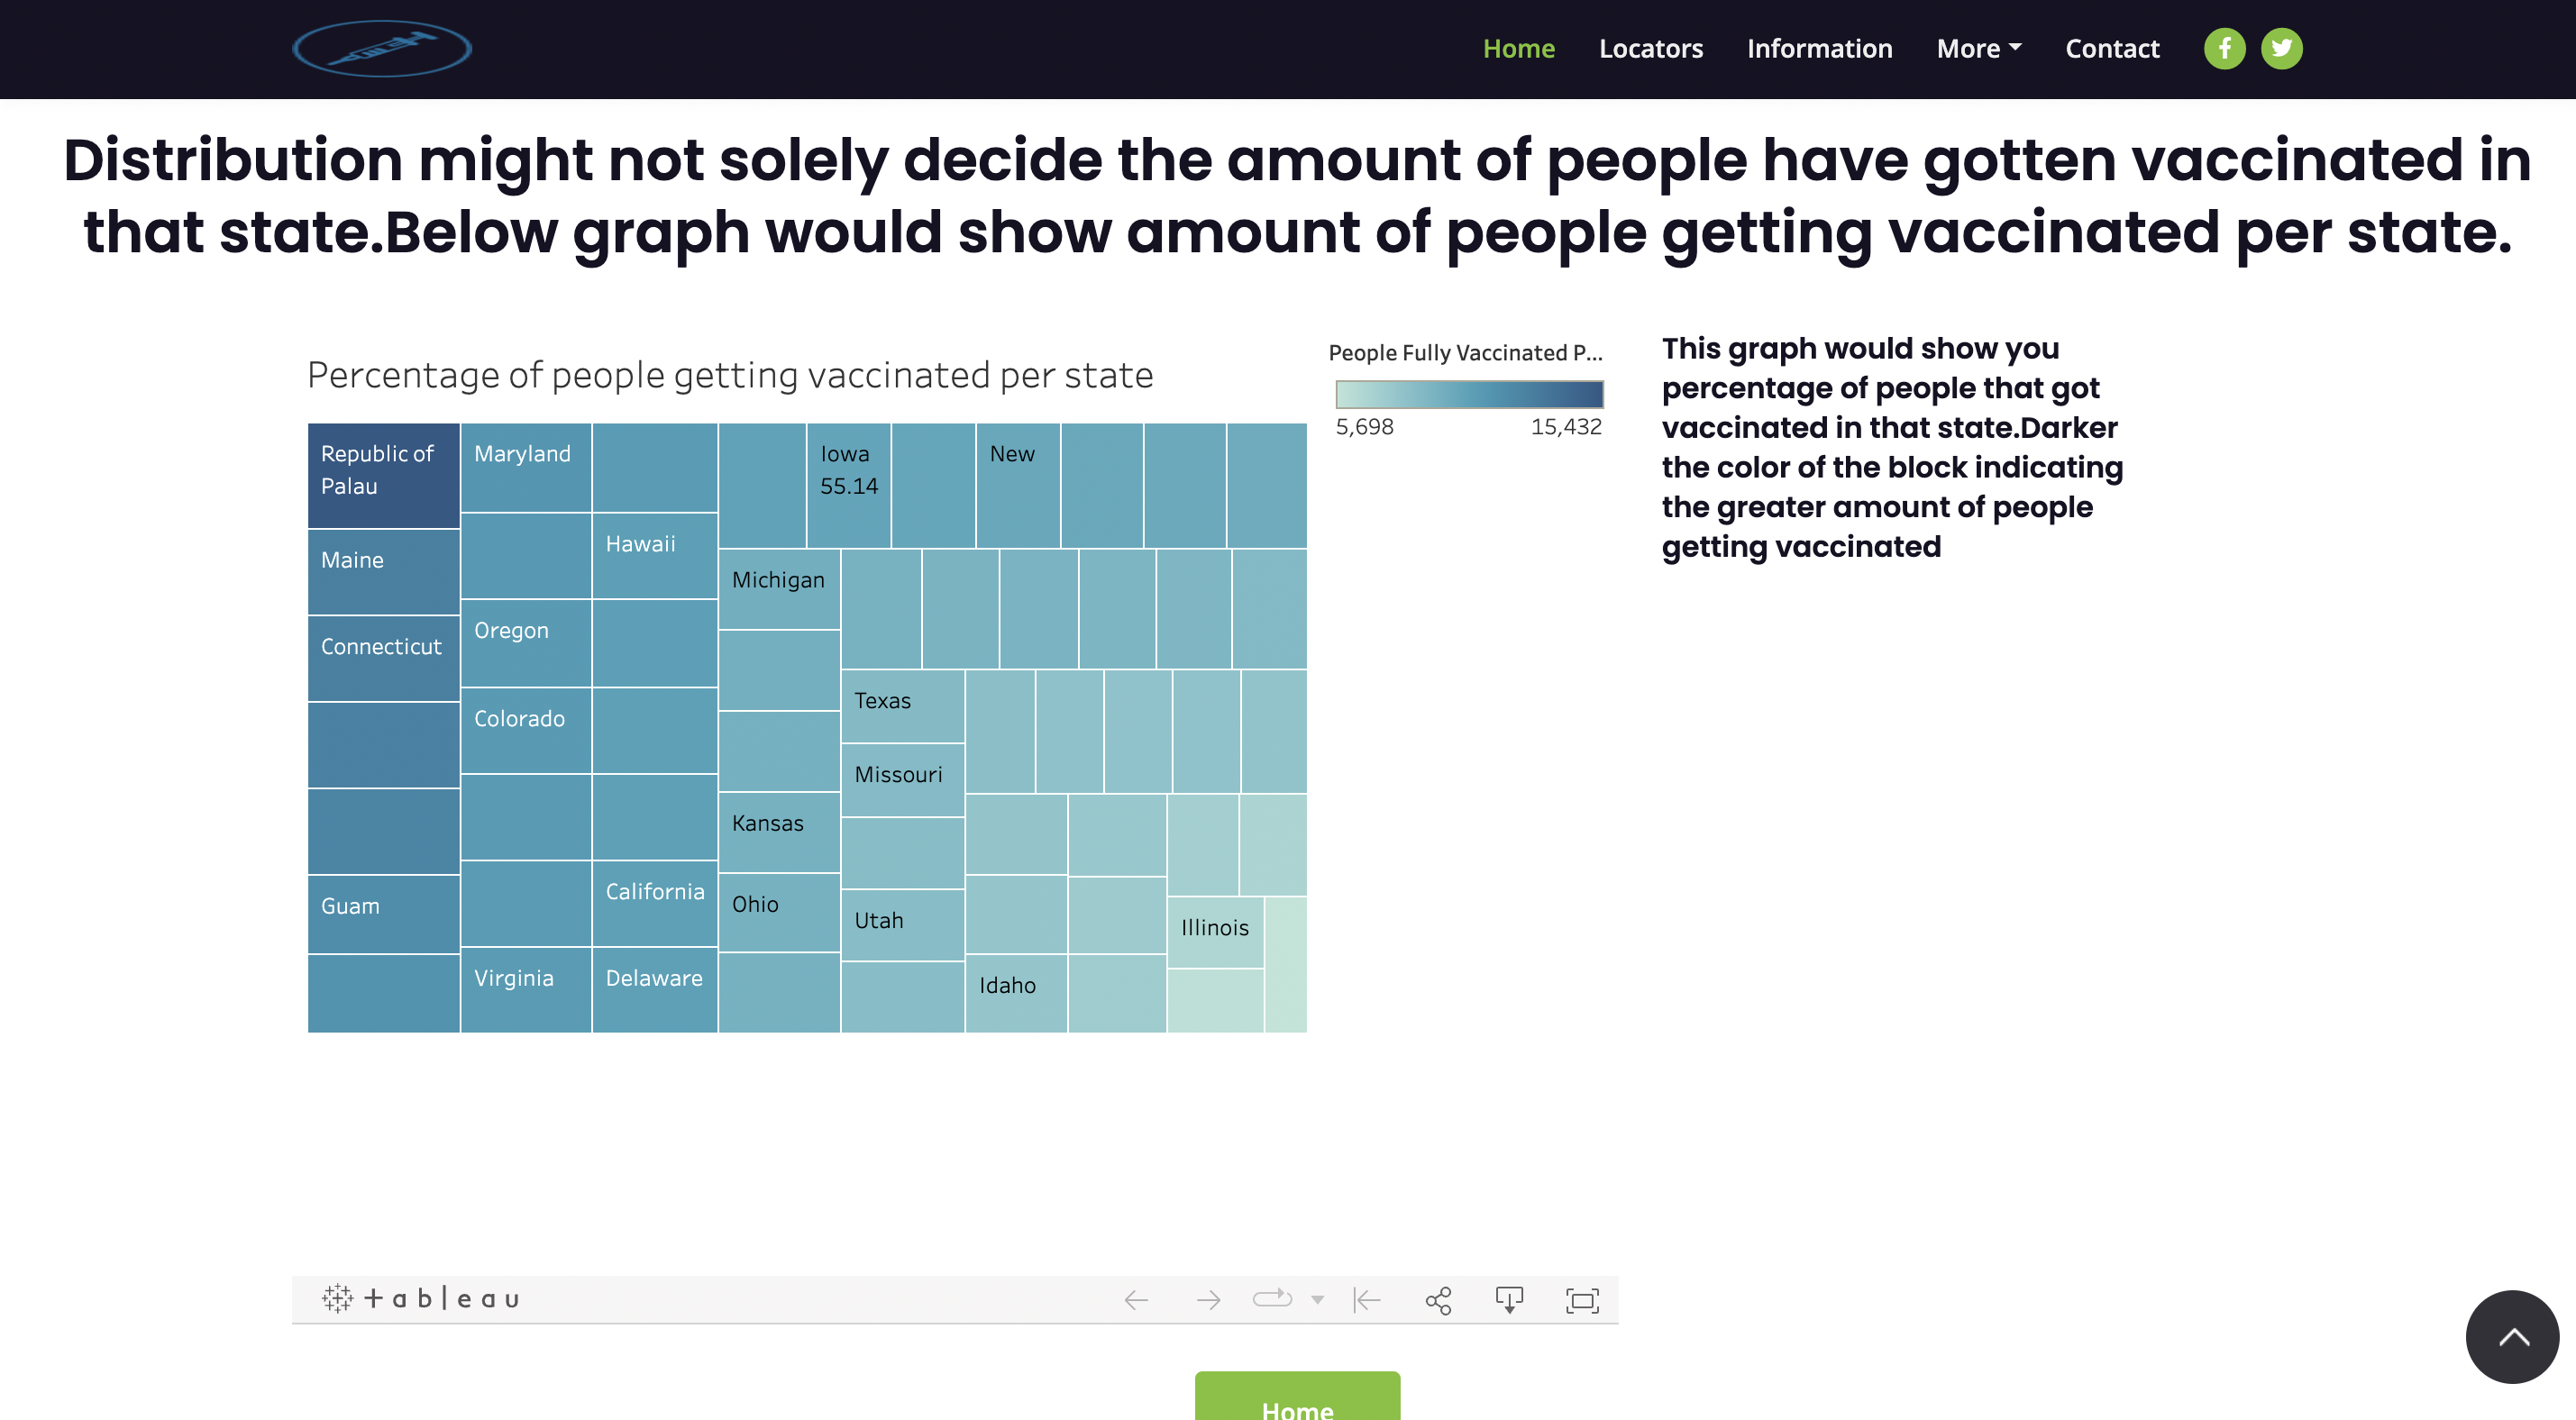 Home Locators Information More Contact
Distribution might not solely decide the amount of people have gotten vaccinated in
that state.Below graph would show amount of people getting vaccinated per state.
Percentage of people getting vaccinated per state
People Fully Vaccinated P...
5,698 15,432
This graph would show you
percentage of people that got
vaccinated in that state.Darker
the color of the block indicating
the greater amount of people
getting vaccinated
Republic of
Palau
Maine
Connecticut
Guam
Maryland
Oregon
Colorado
Virginia
Hawaii
California
Delaware
Iowa
55.14
New
Michigan
Kansas
Ohio
Texas
Missouri
Utah
Idaho
Illinois
+ableau
Home